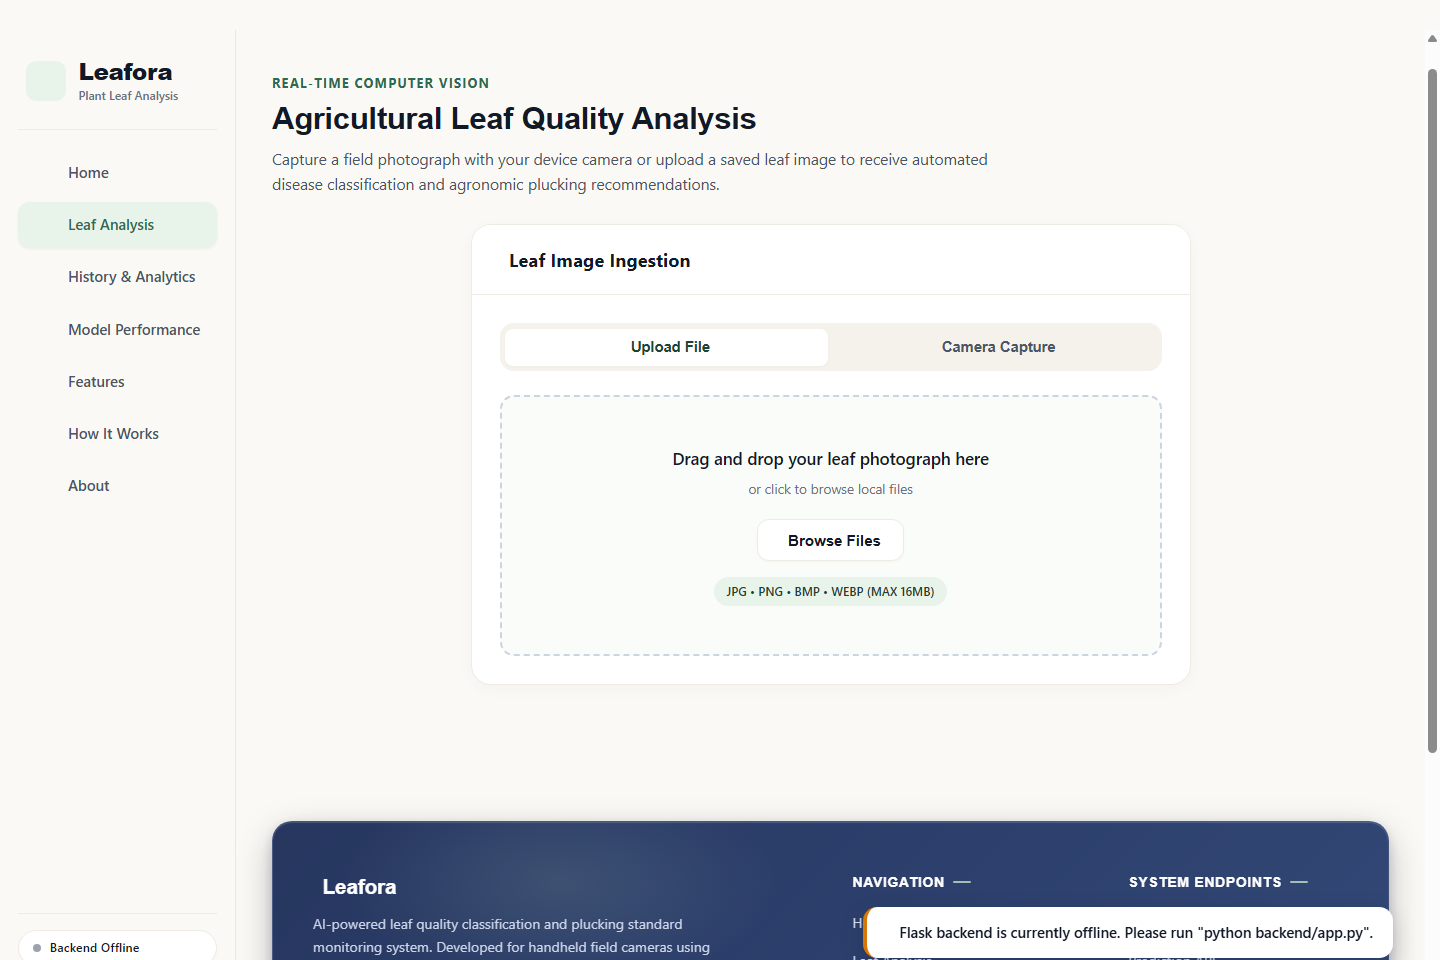 Leafora
Plant Leaf Analysis
Home
Leaf Analysis
History & Analytics
Model Performance
Features
How It Works
About
Backend Offline
REAL-TIME COMPUTER VISION
Agricultural Leaf Quality Analysis
Capture a field photograph with your device camera or upload a saved leaf image to receive automated
disease classification and agronomic plucking recommendations.
Leaf Image Ingestion
Upload File
Camera Capture
Drag and drop your leaf photograph here
or click to browse local files
Browse Files
JPG • PNG • BMP • WEBP (MAX 16MB)
Leafora
AI-powered leaf quality classification and plucking standard
monitoring system. Developed for handheld field cameras using
NAVIGATION
SYSTEM ENDPOINTS
Flask backend is currently offline. Please run "python backend/app.py".